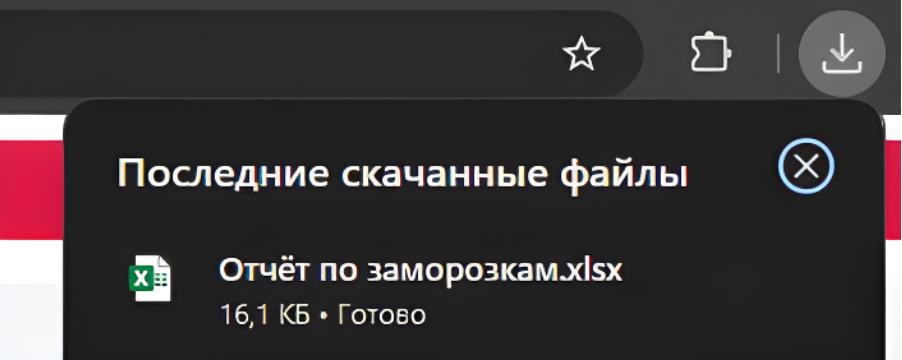 Последние скачанные файлы
Отчёт по заморозкам.xlsx
16,1 КБ • Готово